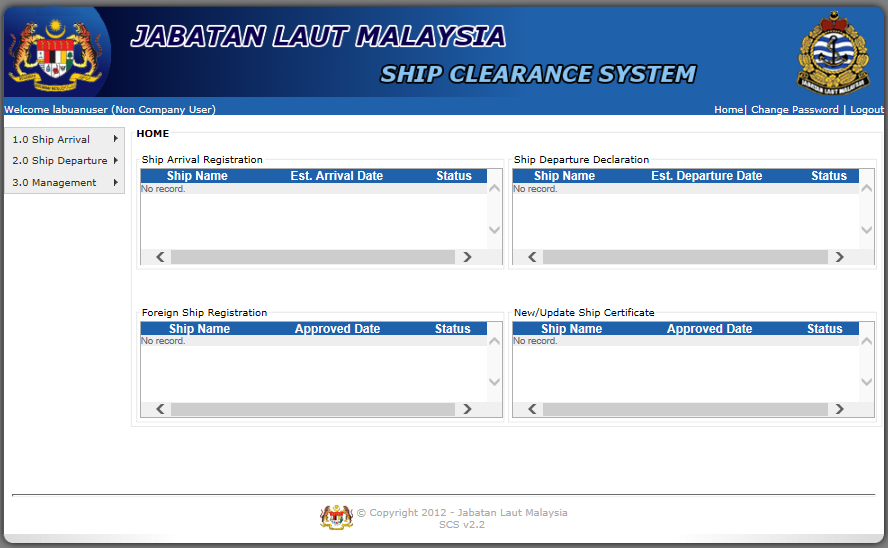 JABATAN LAUT MALAYSIA
SHIP CLEARANCE SYSTEM
JABATAN LAUT MALAYSIA
Welcome labuanuser (Non Company User)
Home| Change Password | Logout
1.0 Ship Arrival
2.0 Ship Departure
3.0 Management
HOME
Ship Arrival Registration
Ship Name Est. Arrival Date Status
No record.
Ship Departure Declaration
Ship Name Est. Departure Date Status
No record.
Foreign Ship Registration
Ship Name Approved Date Status
No record.
New/Update Ship Certificate
Ship Name Approved Date Status
No record.
© Copyright 2012 - Jabatan Laut Malaysia
SCS v2.2